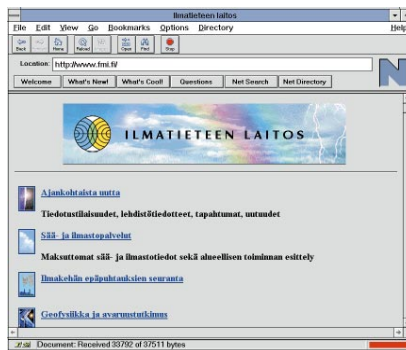 Ilmatieteen laitos
File Edit View Go Bookmarks Options Directory Help
Back Home Reload Open Find Stop
Location: http://www.fmi.fi/
Welcome What's New! What's Cool! Questions Net Search Net Directory
N
ILMATIETEEN LAITOS
Ajankohtaista uutta
Tiedotustilaisuudet, lehdistötiedotteet, tapahtumat, uutuudet
Sää- ja ilmastopalvelut
Maksuttomat sää- ja ilmastotiedot sekä alueellisen toiminnan esittely
Ilmakehän epäpuhtauksien seuranta
Geofysiikka ja avaruustutkimus
Document: Received 33792 of 37511 bytes